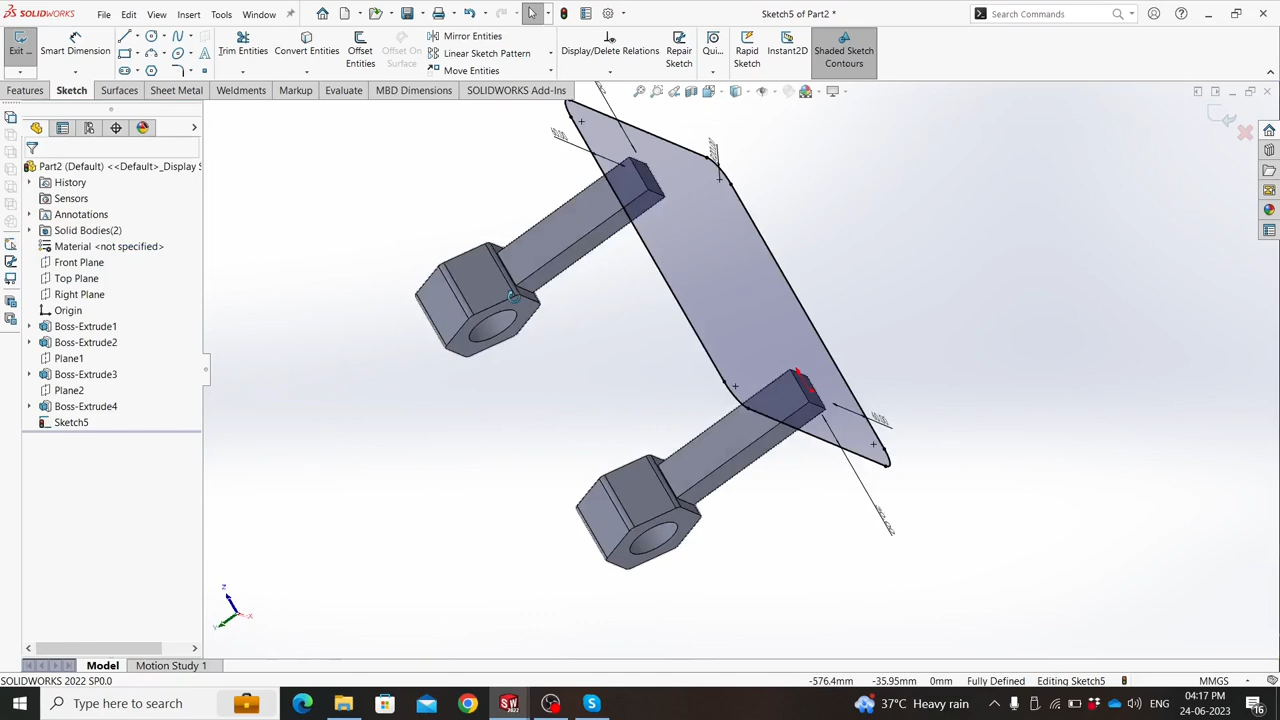 SOLIDWORKS File Edit View Insert Tools Window Sketch5 of Part2 * Search Commands
Exit ... Smart Dimension Trim Entities Convert Entities Offset Entities Offset On Surface Mirror Entities Linear Sketch Pattern Move Entities Display/Delete Relations Repair Sketch Qui... Rapid Sketch Instant2D Shaded Sketch Contours
Features Sketch Surfaces Sheet Metal Weldments Markup Evaluate MBD Dimensions SOLIDWORKS Add-Ins
Part2 (Default) <<Default>_Display S
History
Sensors
Annotations
Solid Bodies(2)
Material <not specified>
Front Plane
Top Plane
Right Plane
Origin
Boss-Extrude1
Boss-Extrude2
Plane1
Boss-Extrude3
Plane2
Boss-Extrude4
Sketch5
Z
X
Y
Model Motion Study 1
SOLIDWORKS 2022 SP0.0 -576.4mm -35.95mm 0mm Fully Defined Editing Sketch5 MMGS
Type here to search 37°C Heavy rain ENG 04:17 PM
24-06-2023
16